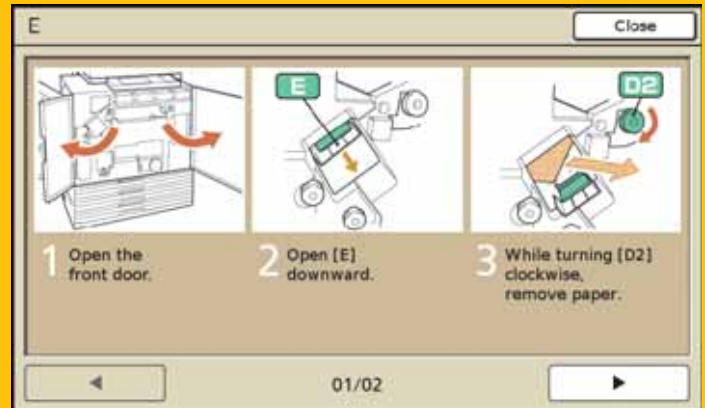 E
Close
E
D2
1 Open the
front door.
2 Open [E]
downward.
3 While turning [D2]
clockwise,
remove paper.
01/02